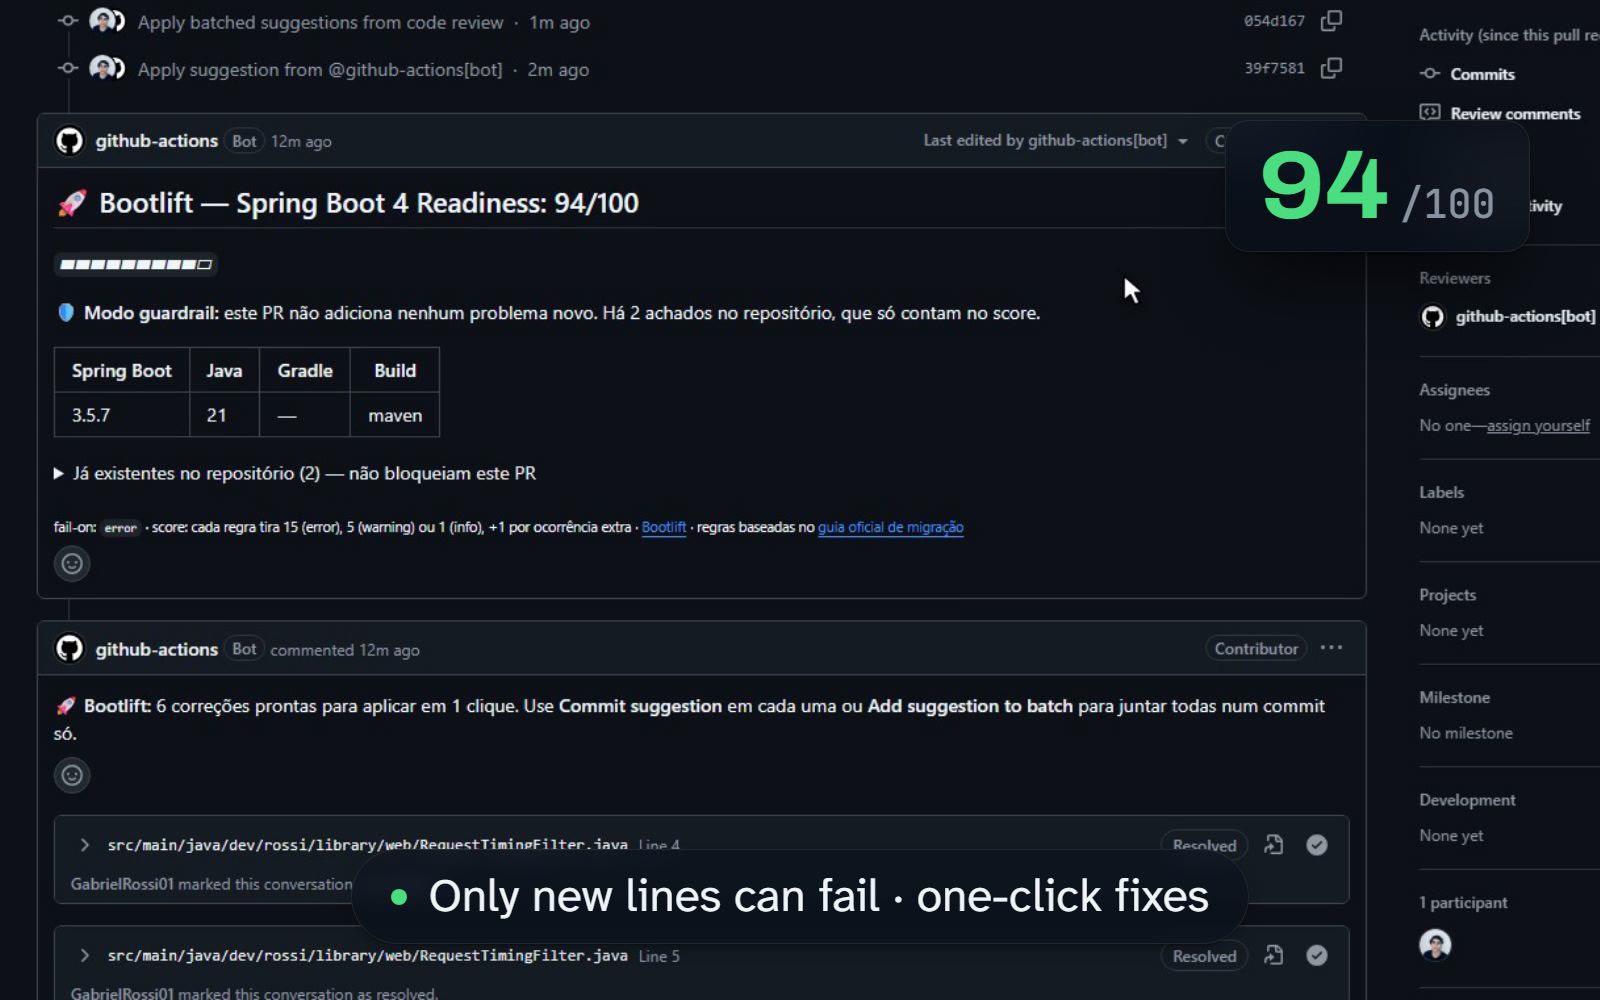 Apply batched suggestions from code review · 1m ago
054d167
Apply suggestion from @github-actions[bot] · 2m ago
39f7581
github-actions Bot 12m ago
Last edited by github-actions[bot]
🚀 Bootlift — Spring Boot 4 Readiness: 94/100
94 /100
Modo guardrail: este PR não adiciona nenhum problema novo. Há 2 achados no repositório, que só contam no score.
Spring Boot Java Gradle Build
3.5.7 21 — maven
Já existentes no repositório (2) — não bloqueiam este PR
fail-on: error · score: cada regra tira 15 (error), 5 (warning) ou 1 (info), +1 por ocorrência extra · Bootlift · regras baseadas no guia oficial de migração
github-actions Bot commented 12m ago
Contributor
🚀 Bootlift: 6 correções prontas para aplicar em 1 clique. Use Commit suggestion em cada uma ou Add suggestion to batch para juntar todas num commit
só.
src/main/java/dev/rossi/library/web/RequestTimingFilter.java Line 4
Resolved
GabrielRossi01 marked this conversation
Only new lines can fail · one-click fixes
src/main/java/dev/rossi/library/web/RequestTimingFilter.java Line 5
Resolved
GabrielRossi01 marked this conversation as resolved.
Activity (since this pull
Commits
Review comments
Reviewers
github-actions[bot]
Assignees
No one—assign yourself
Labels
None yet
Projects
None yet
Milestone
No milestone
Development
None yet
1 participant